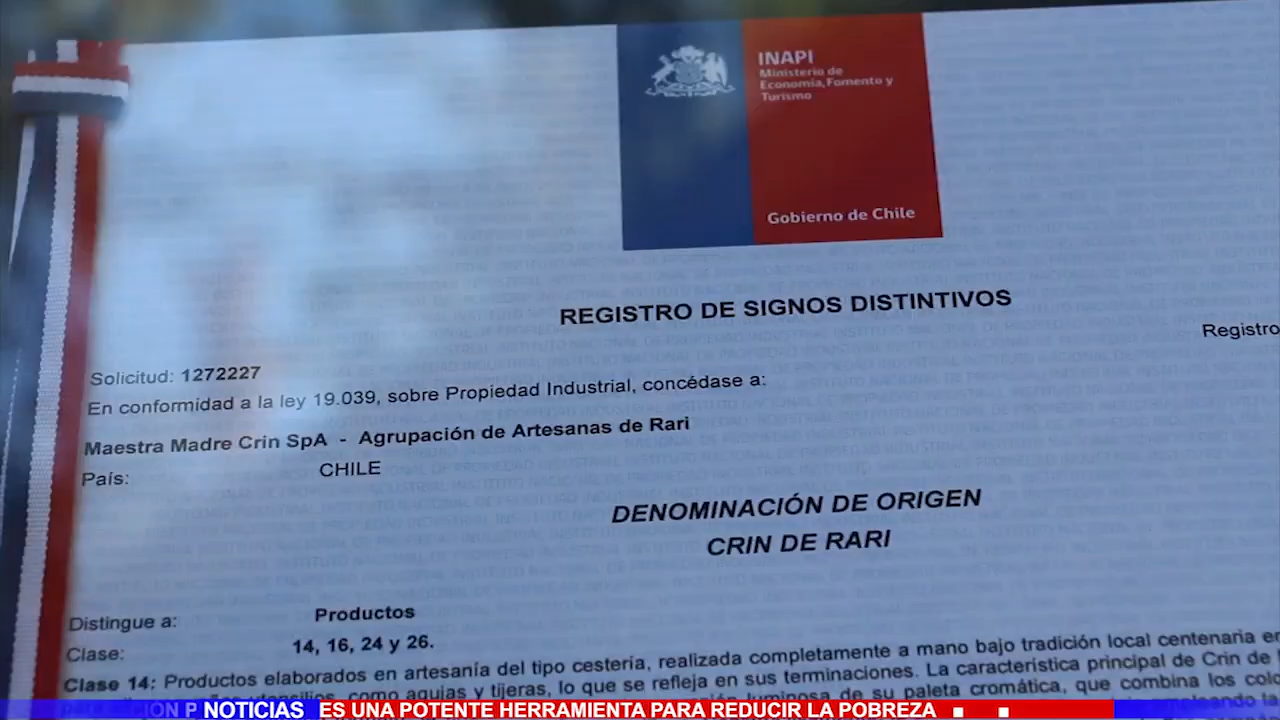 INAPI
Ministerio de
Economía, Fomento y
Turismo
Gobierno de Chile
REGISTRO DE SIGNOS DISTINTIVOS
Registro
Solicitud: 1272227
En conformidad a la ley 19.039, sobre Propiedad Industrial, concédase a:
Maestra Madre Crin SpA - Agrupación de Artesanas de Rari
País: CHILE
DENOMINACIÓN DE ORIGEN
CRIN DE RARI
Distingue a: Productos
Clase: 14, 16, 24 y 26.
Clase 14: Productos elaborados en artesanía del tipo cestería, realizada completamente a mano bajo tradición local centenaria
como agujas y tijeras, lo que se refleja en sus terminaciones. La característica principal de Crin de
luminosa de su paleta cromática, que combina los
NOTICIAS ES UNA POTENTE HERRAMIENTA PARA REDUCIR LA POBREZA